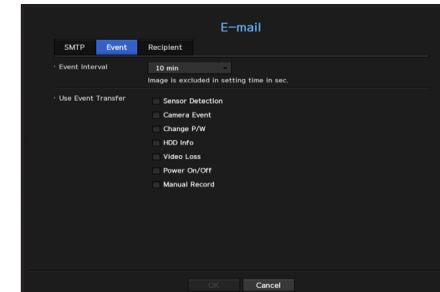 E-mail
SMTP Event Recipient
· Event Interval 10 min
Image is excluded in setting time in sec.
· Use Event Transfer Sensor Detection
Camera Event
Change P/W
HDD Info
Video Loss
Power On/Off
Manual Record
OK Cancel